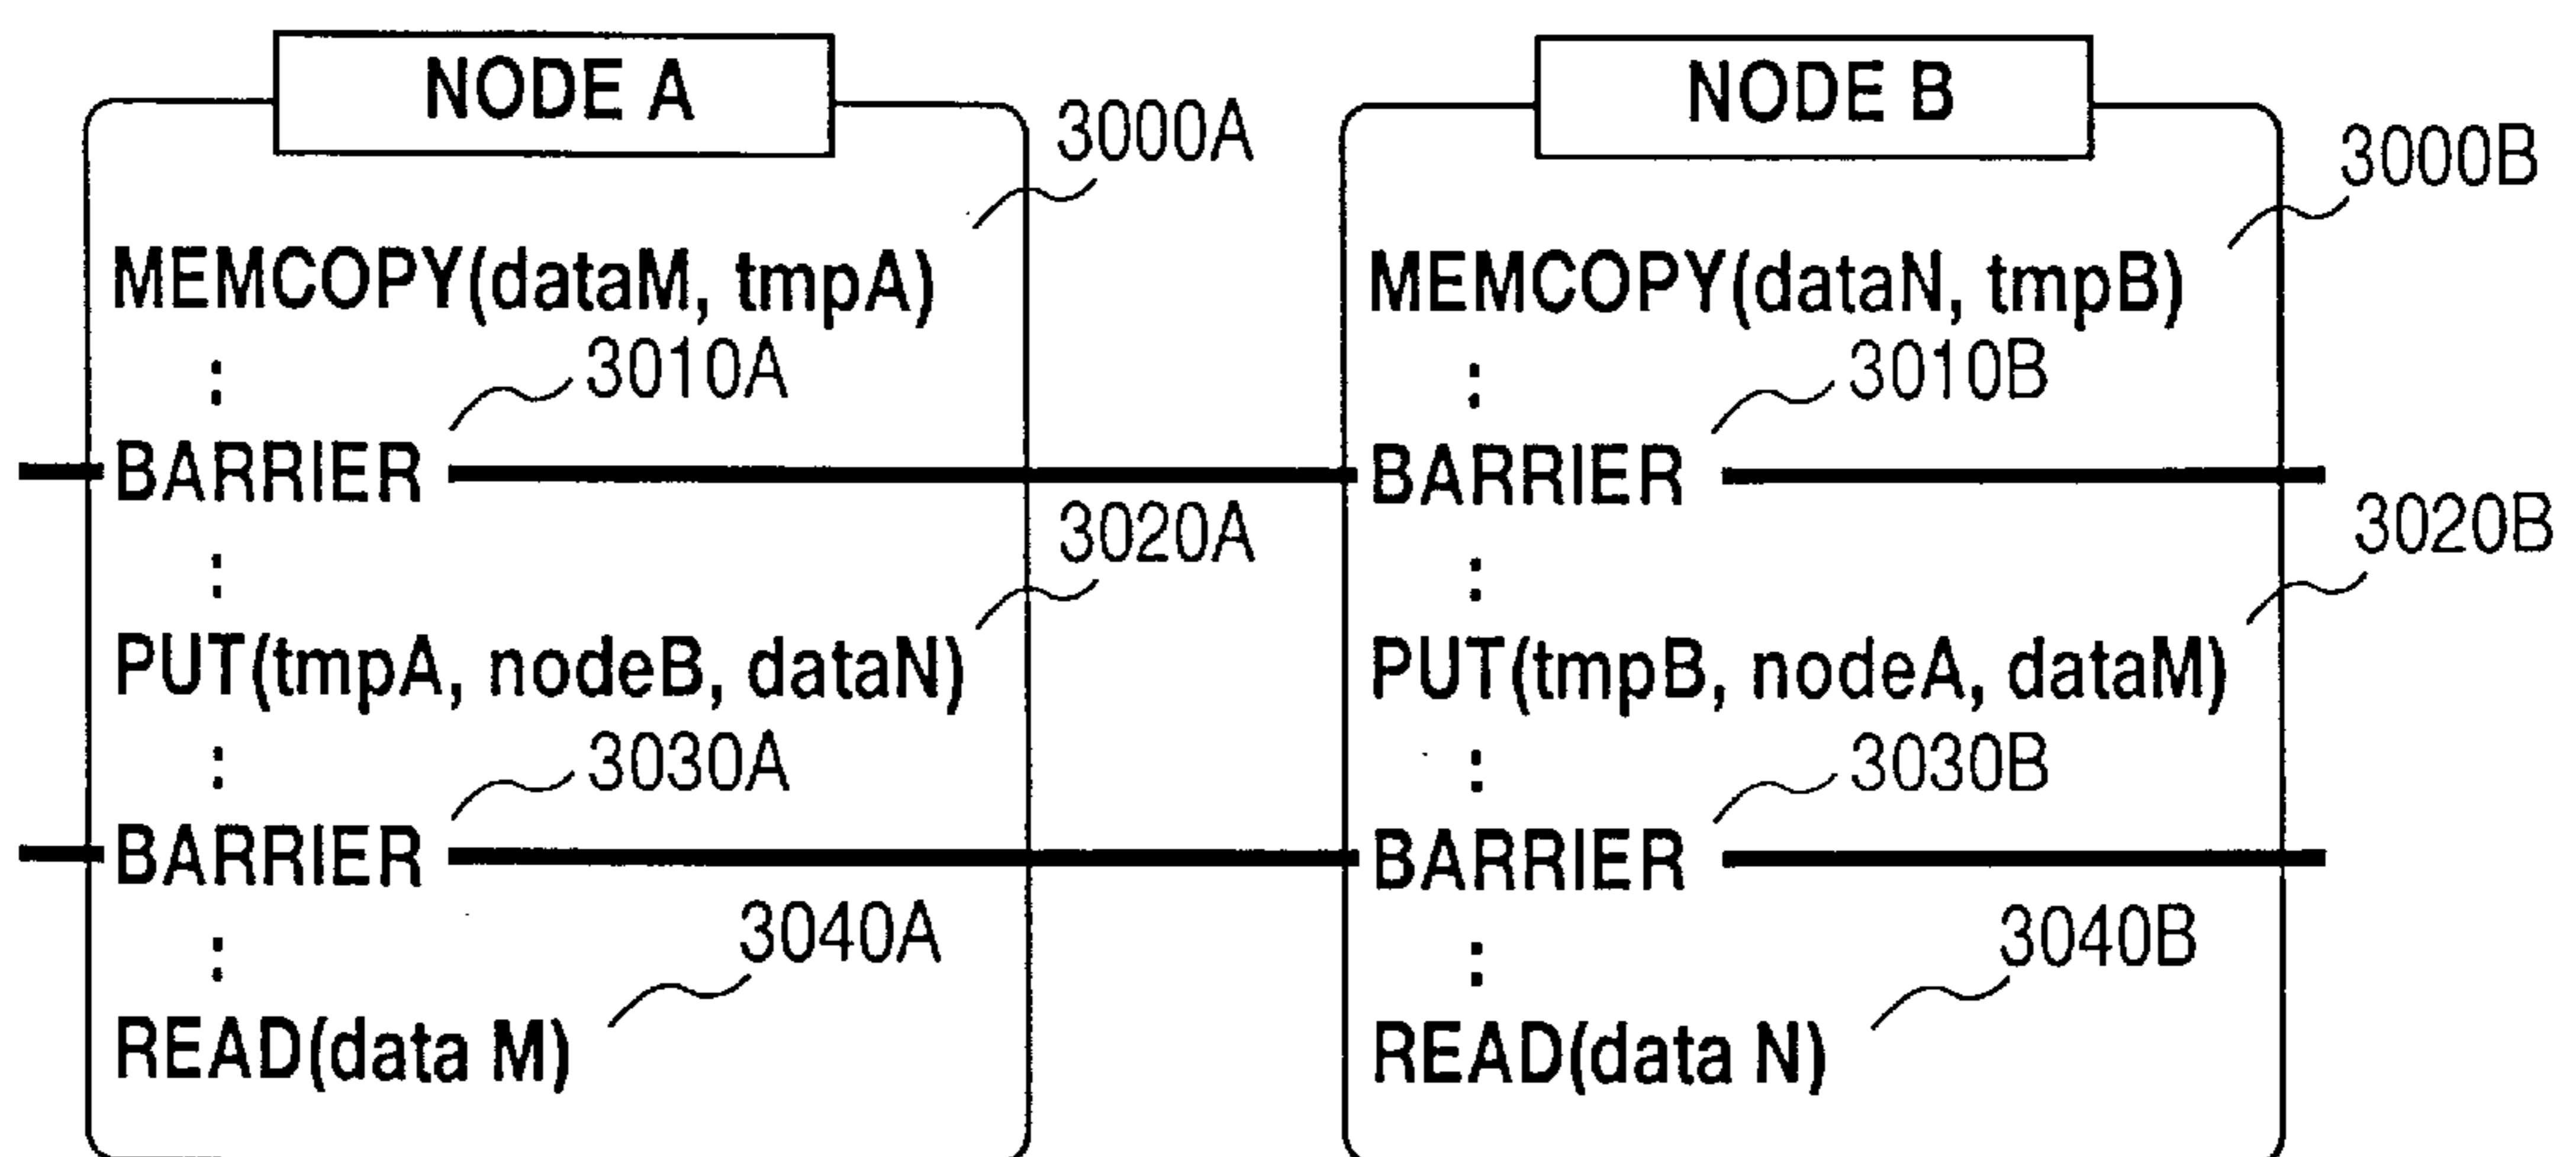 NODE A
3000A
MEMCOPY(dataM, tmpA)
:
3010A
BARRIER
:
3020A
PUT(tmpA, nodeB, dataN)
:
3030A
BARRIER
:
3040A
READ(data M)
NODE B
3000B
MEMCOPY(dataN, tmpB)
:
3010B
BARRIER
:
3020B
PUT(tmpB, nodeA, dataM)
:
3030B
BARRIER
:
3040B
READ(data N)